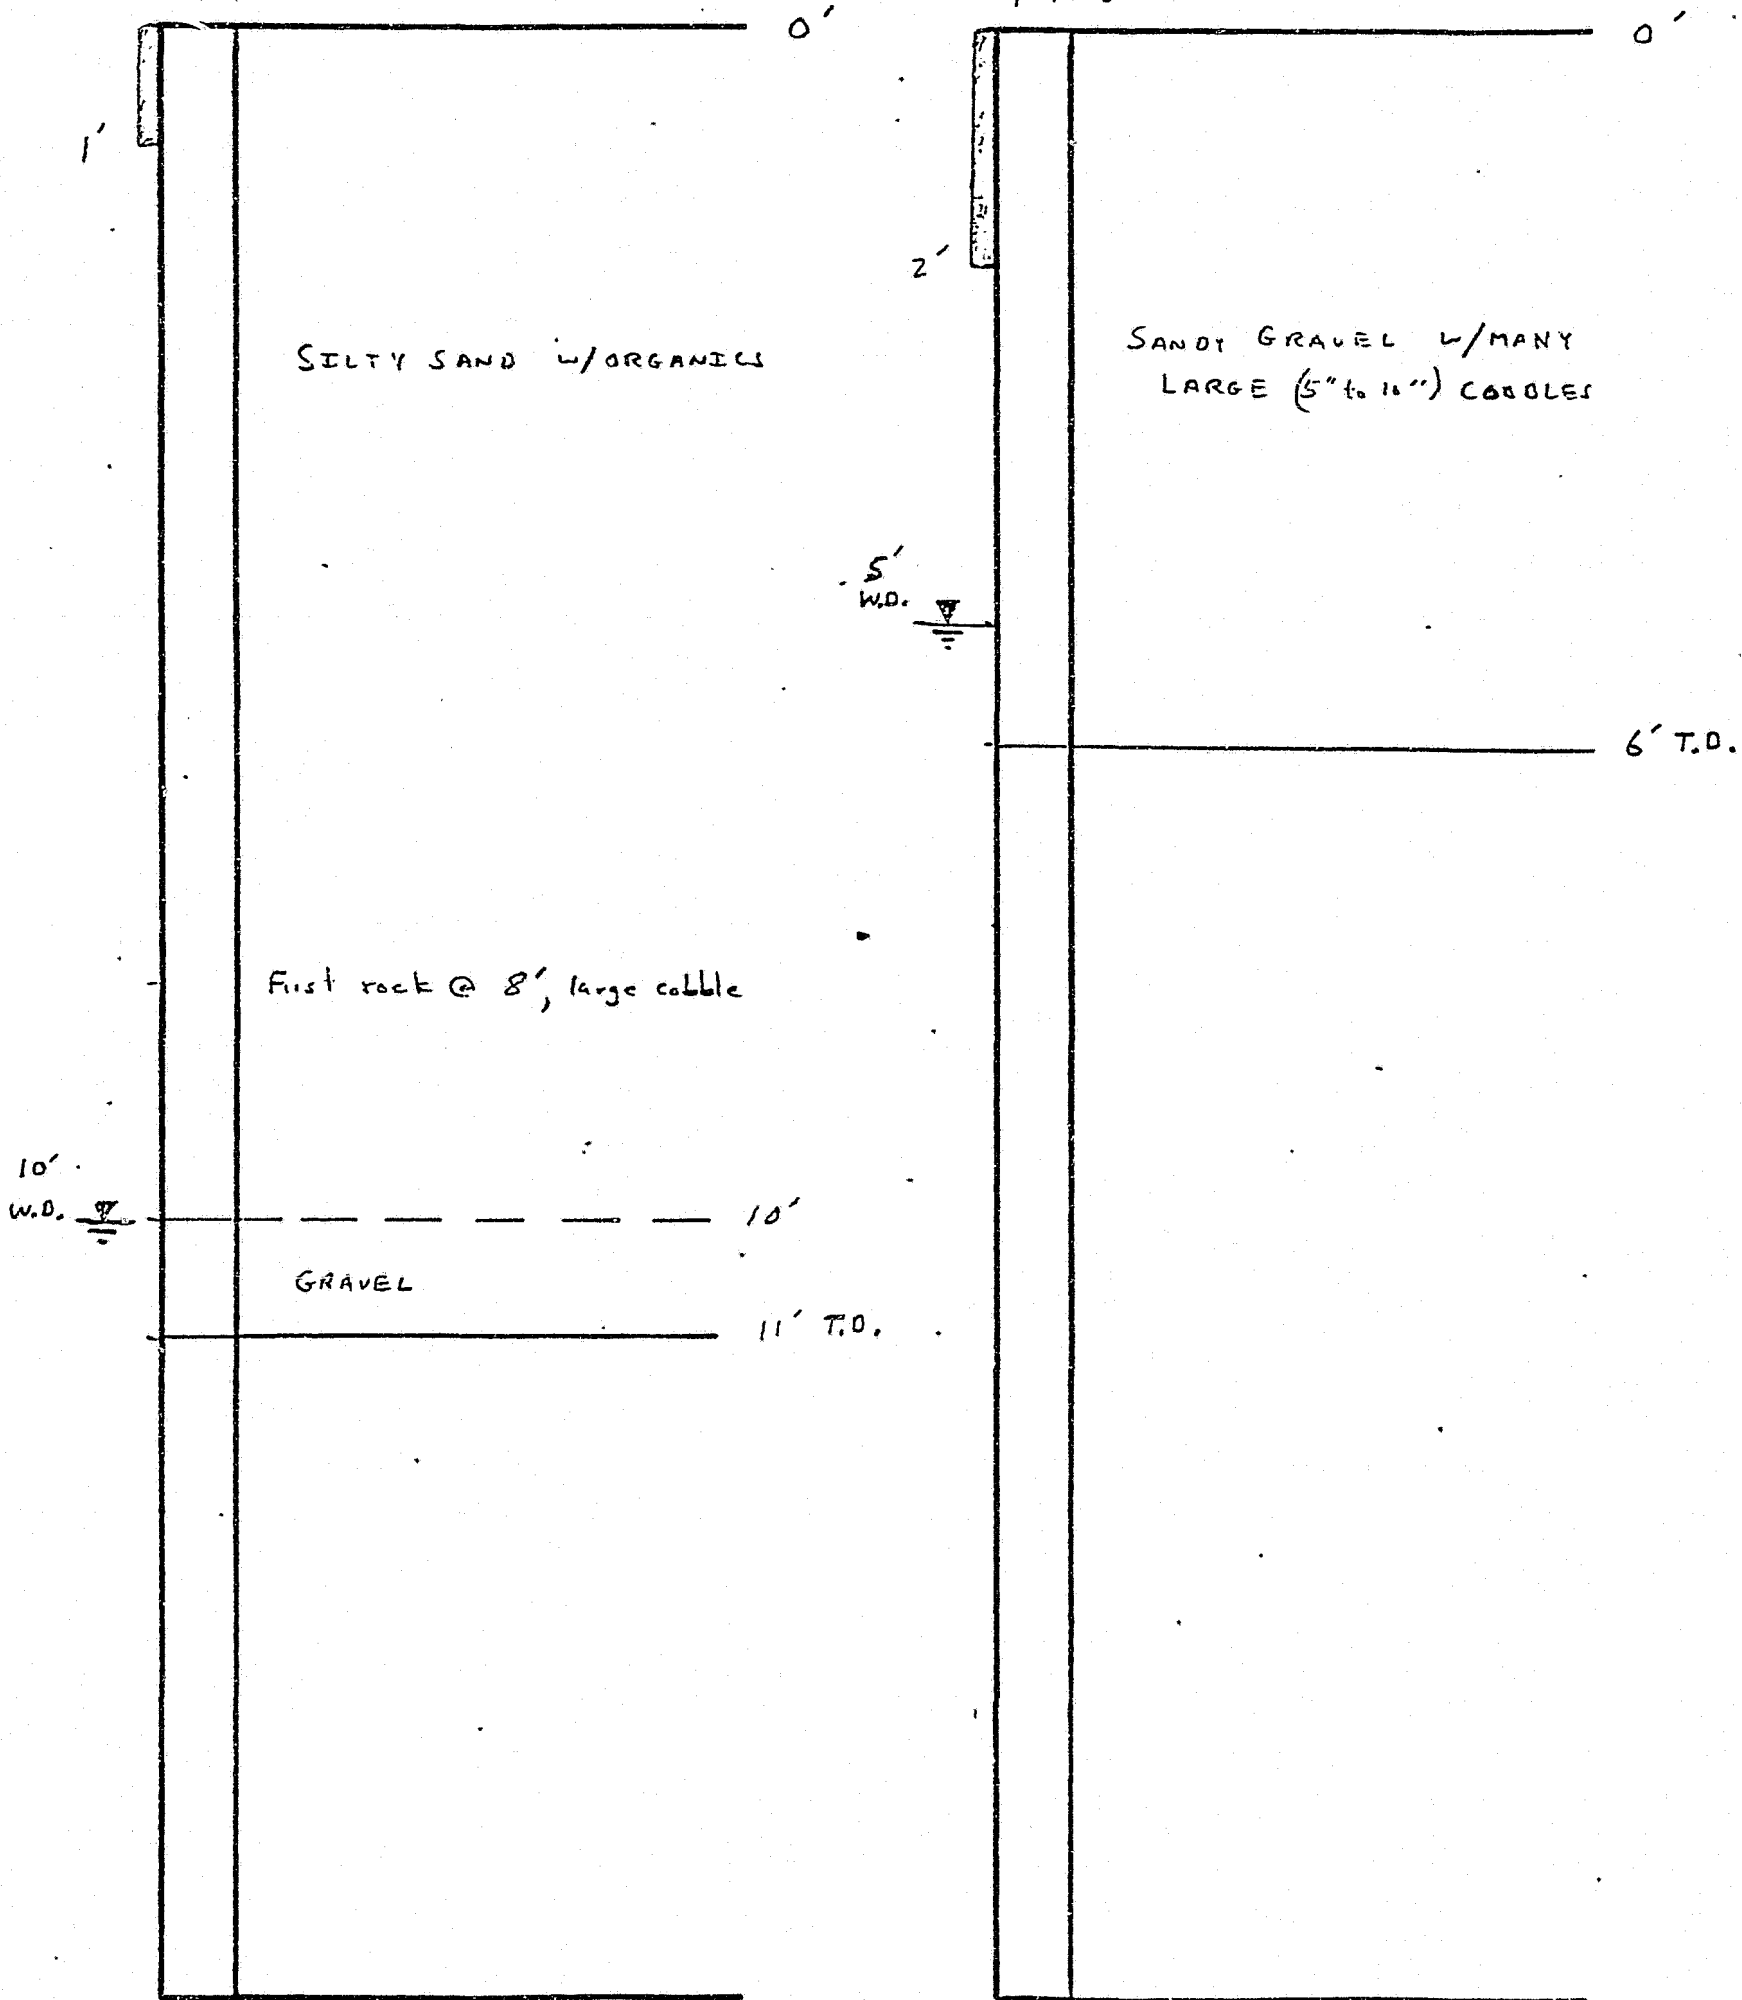 0'
1'
SILTY SAND w/ORGANICS
First rock @ 8', large cobble
10'
W.D.
10'
GRAVEL
11' T.D.
0'
2'
SANDY GRAVEL w/MANY
LARGE (5" to 10") COBBLES
5'
W.D.
6' T.D.